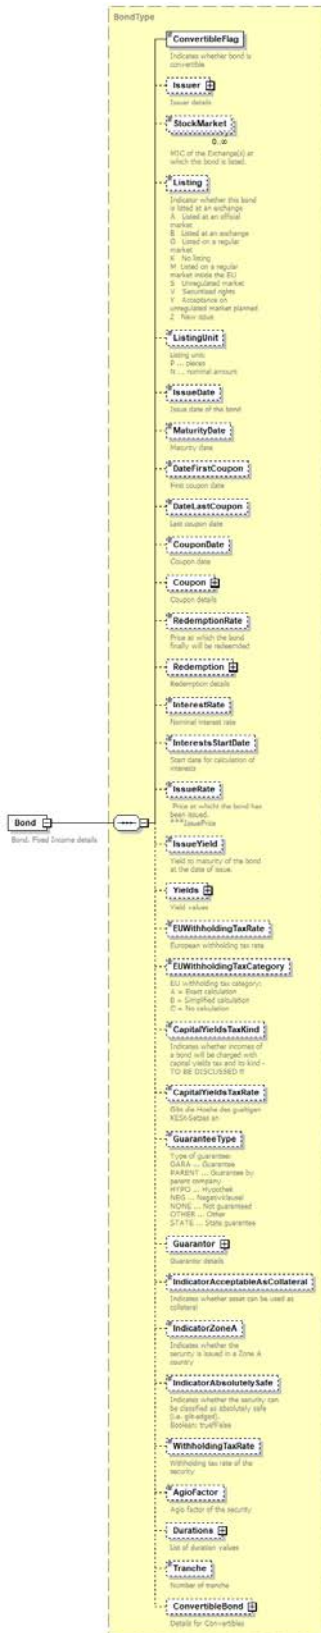 BondType
ConvertibleFlag
Indicates whether bond is
convertible
Issuer
Issuer details
StockMarket
0..∞
MIC of the Exchange(s) at
which the bond is listed.
Listing
Indicator whether this bond
is listed at an exchange
A Listed at an official
market
B Listed at an exchange
G Listed on a regular
market
K No listing
M Listed on a regular
market inside the EU
S Unregulated market
V Securitised rights
Y Acceptance on
unregulated market planned
Z New issue
ListingUnit
Listing unit:
P ... pieces
N ... nominal amount
IssueDate
Issue date of the bond
MaturityDate
Maturity date
DateFirstCoupon
First coupon date
DateLastCoupon
Last coupon date
CouponDate
Coupon date
Coupon
Coupon details
RedemptionRate
Price at which the bond
finally will be redeemded
Redemption
Redemption details
InterestRate
Nominal interest rate
InterestsStartDate
Start date for calculation of
interests
IssueRate
Price at whicht the bond has
been issued.
***IssuePrice
Bond
Bond: Fixed Income details
IssueYield
Yield to maturity of the bond
at the date of issue.
Yields
Yield values
EUWithholdingTaxRate
European withholding tax rate
EUWithholdingTaxCategory
EU withholding tax category:
A = Exact calculation
B = Simplified calculation
C = No calculation
CapitalYieldsTaxKind
Indicates whether incomes of
a bond will be charged with
capital yields tax and its kind -
TO BE DISCUSSED !!!
CapitalYieldsTaxRate
Gibt die Hoehe des gueltigen
KESt-Satzes an
GuaranteeType
Type of guarantee:
GARA ... Guarantee
PARENT ... Guarantee by
parent company
HYPO ... Hypothek
NEG ... Negativklausel
NONE ... Not guaranteed
OTHER ... Other
STATE ... State guarantee
Guarantor
Guarantor details
IndicatorAcceptableAsCollateral
Indicates whether asset can be used as
collateral
IndicatorZoneA
Indicates whether the
security is issued in a Zone A
country
IndicatorAbsolutelySafe
Indicates whether the security can
be classified as absolutely safe
(i.e. gilt-edged).
Boolean: true/false
WithholdingTaxRate
Withholding tax rate of the
security
AgioFactor
Agio factor of the security
Durations
List of duration values
Tranche
Number of tranche
ConvertibleBond
Details for Convertibles